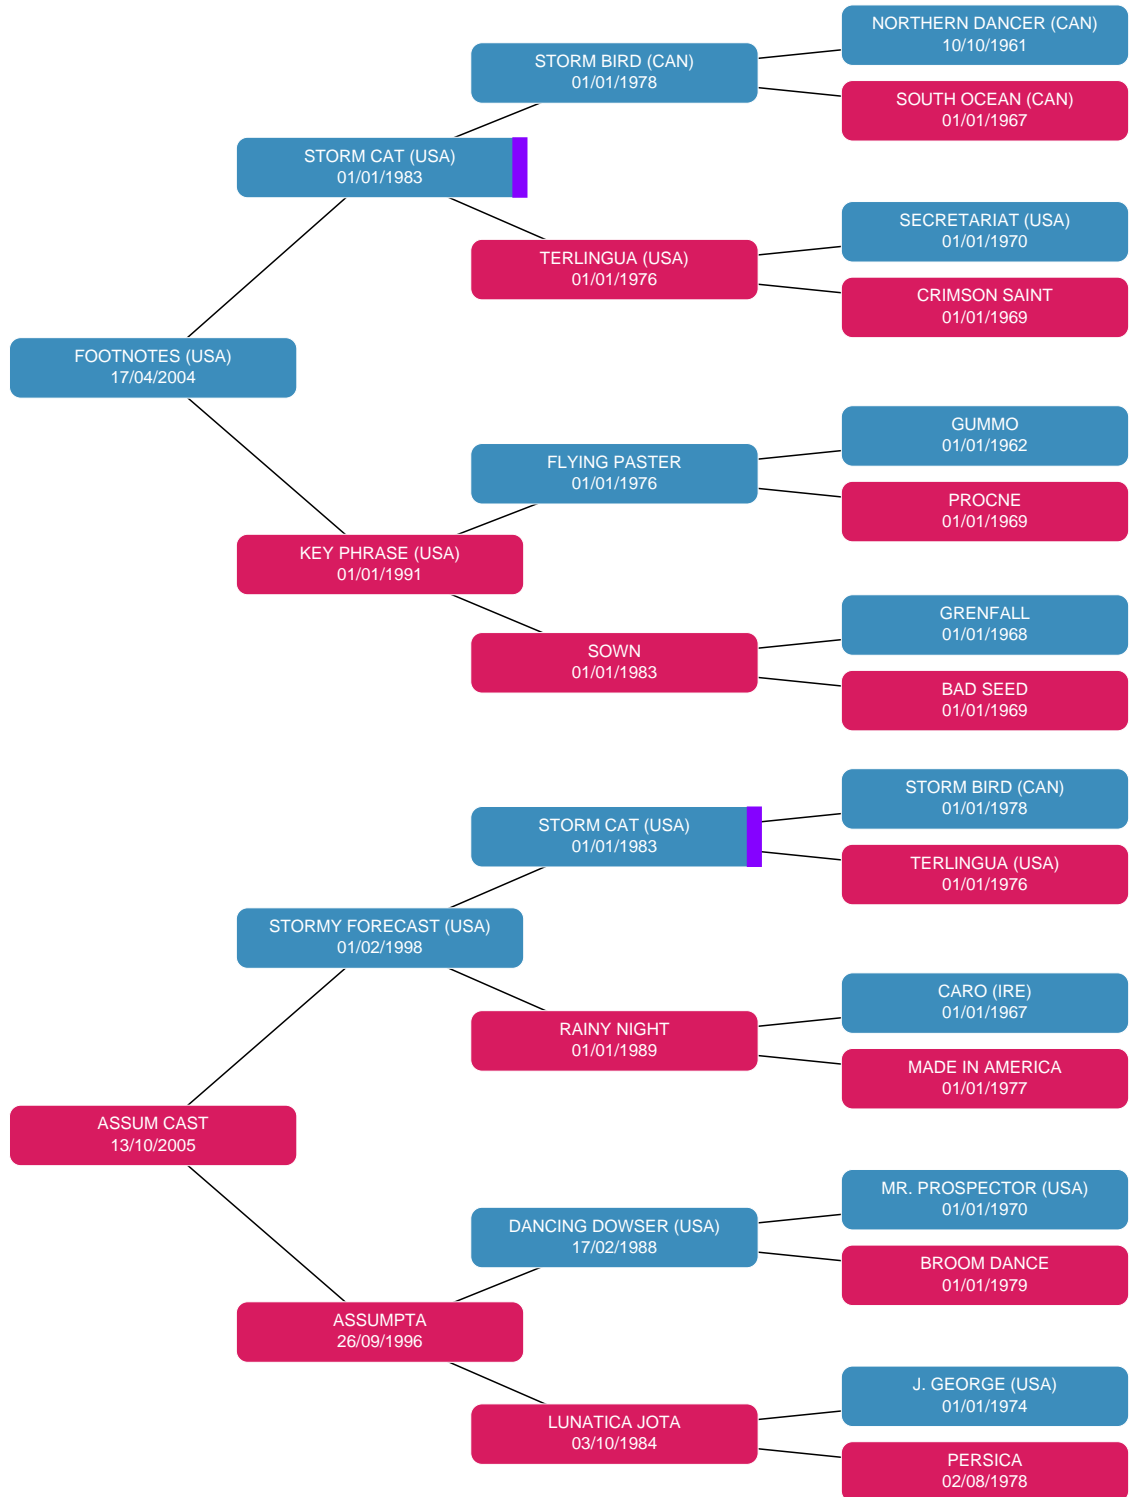 NORTHERN DANCER (CAN)
10/10/1961
STORM BIRD (CAN)
01/01/1978
SOUTH OCEAN (CAN)
01/01/1967
STORM CAT (USA)
01/01/1983
SECRETARIAT (USA)
01/01/1970
TERLINGUA (USA)
01/01/1976
CRIMSON SAINT
01/01/1969
FOOTNOTES (USA)
17/04/2004
GUMMO
01/01/1962
FLYING PASTER
01/01/1976
PROCNE
01/01/1969
KEY PHRASE (USA)
01/01/1991
GRENFALL
01/01/1968
SOWN
01/01/1983
BAD SEED
01/01/1969
STORM BIRD (CAN)
01/01/1978
STORM CAT (USA)
01/01/1983
TERLINGUA (USA)
01/01/1976
STORMY FORECAST (USA)
01/02/1998
CARO (IRE)
01/01/1967
RAINY NIGHT
01/01/1989
MADE IN AMERICA
01/01/1977
ASSUM CAST
13/10/2005
MR. PROSPECTOR (USA)
01/01/1970
DANCING DOWSER (USA)
17/02/1988
BROOM DANCE
01/01/1979
ASSUMPTA
26/09/1996
J. GEORGE (USA)
01/01/1974
LUNATICA JOTA
03/10/1984
PERSICA
02/08/1978